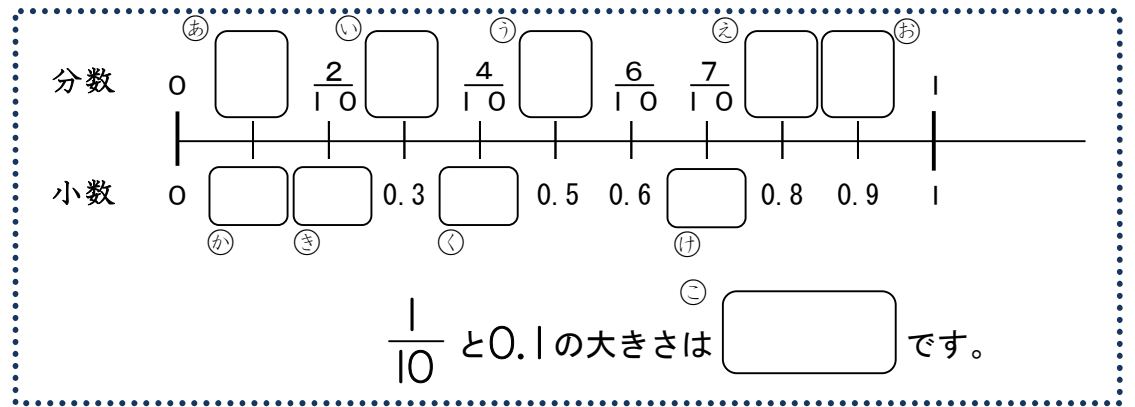 あ い う え お
分数 0 2/10 4/10 6/10 7/10 1
小数 0 0.3 0.5 0.6 0.8 0.9 1
か き く け
こ
1/10 と0.1の大きさは です。